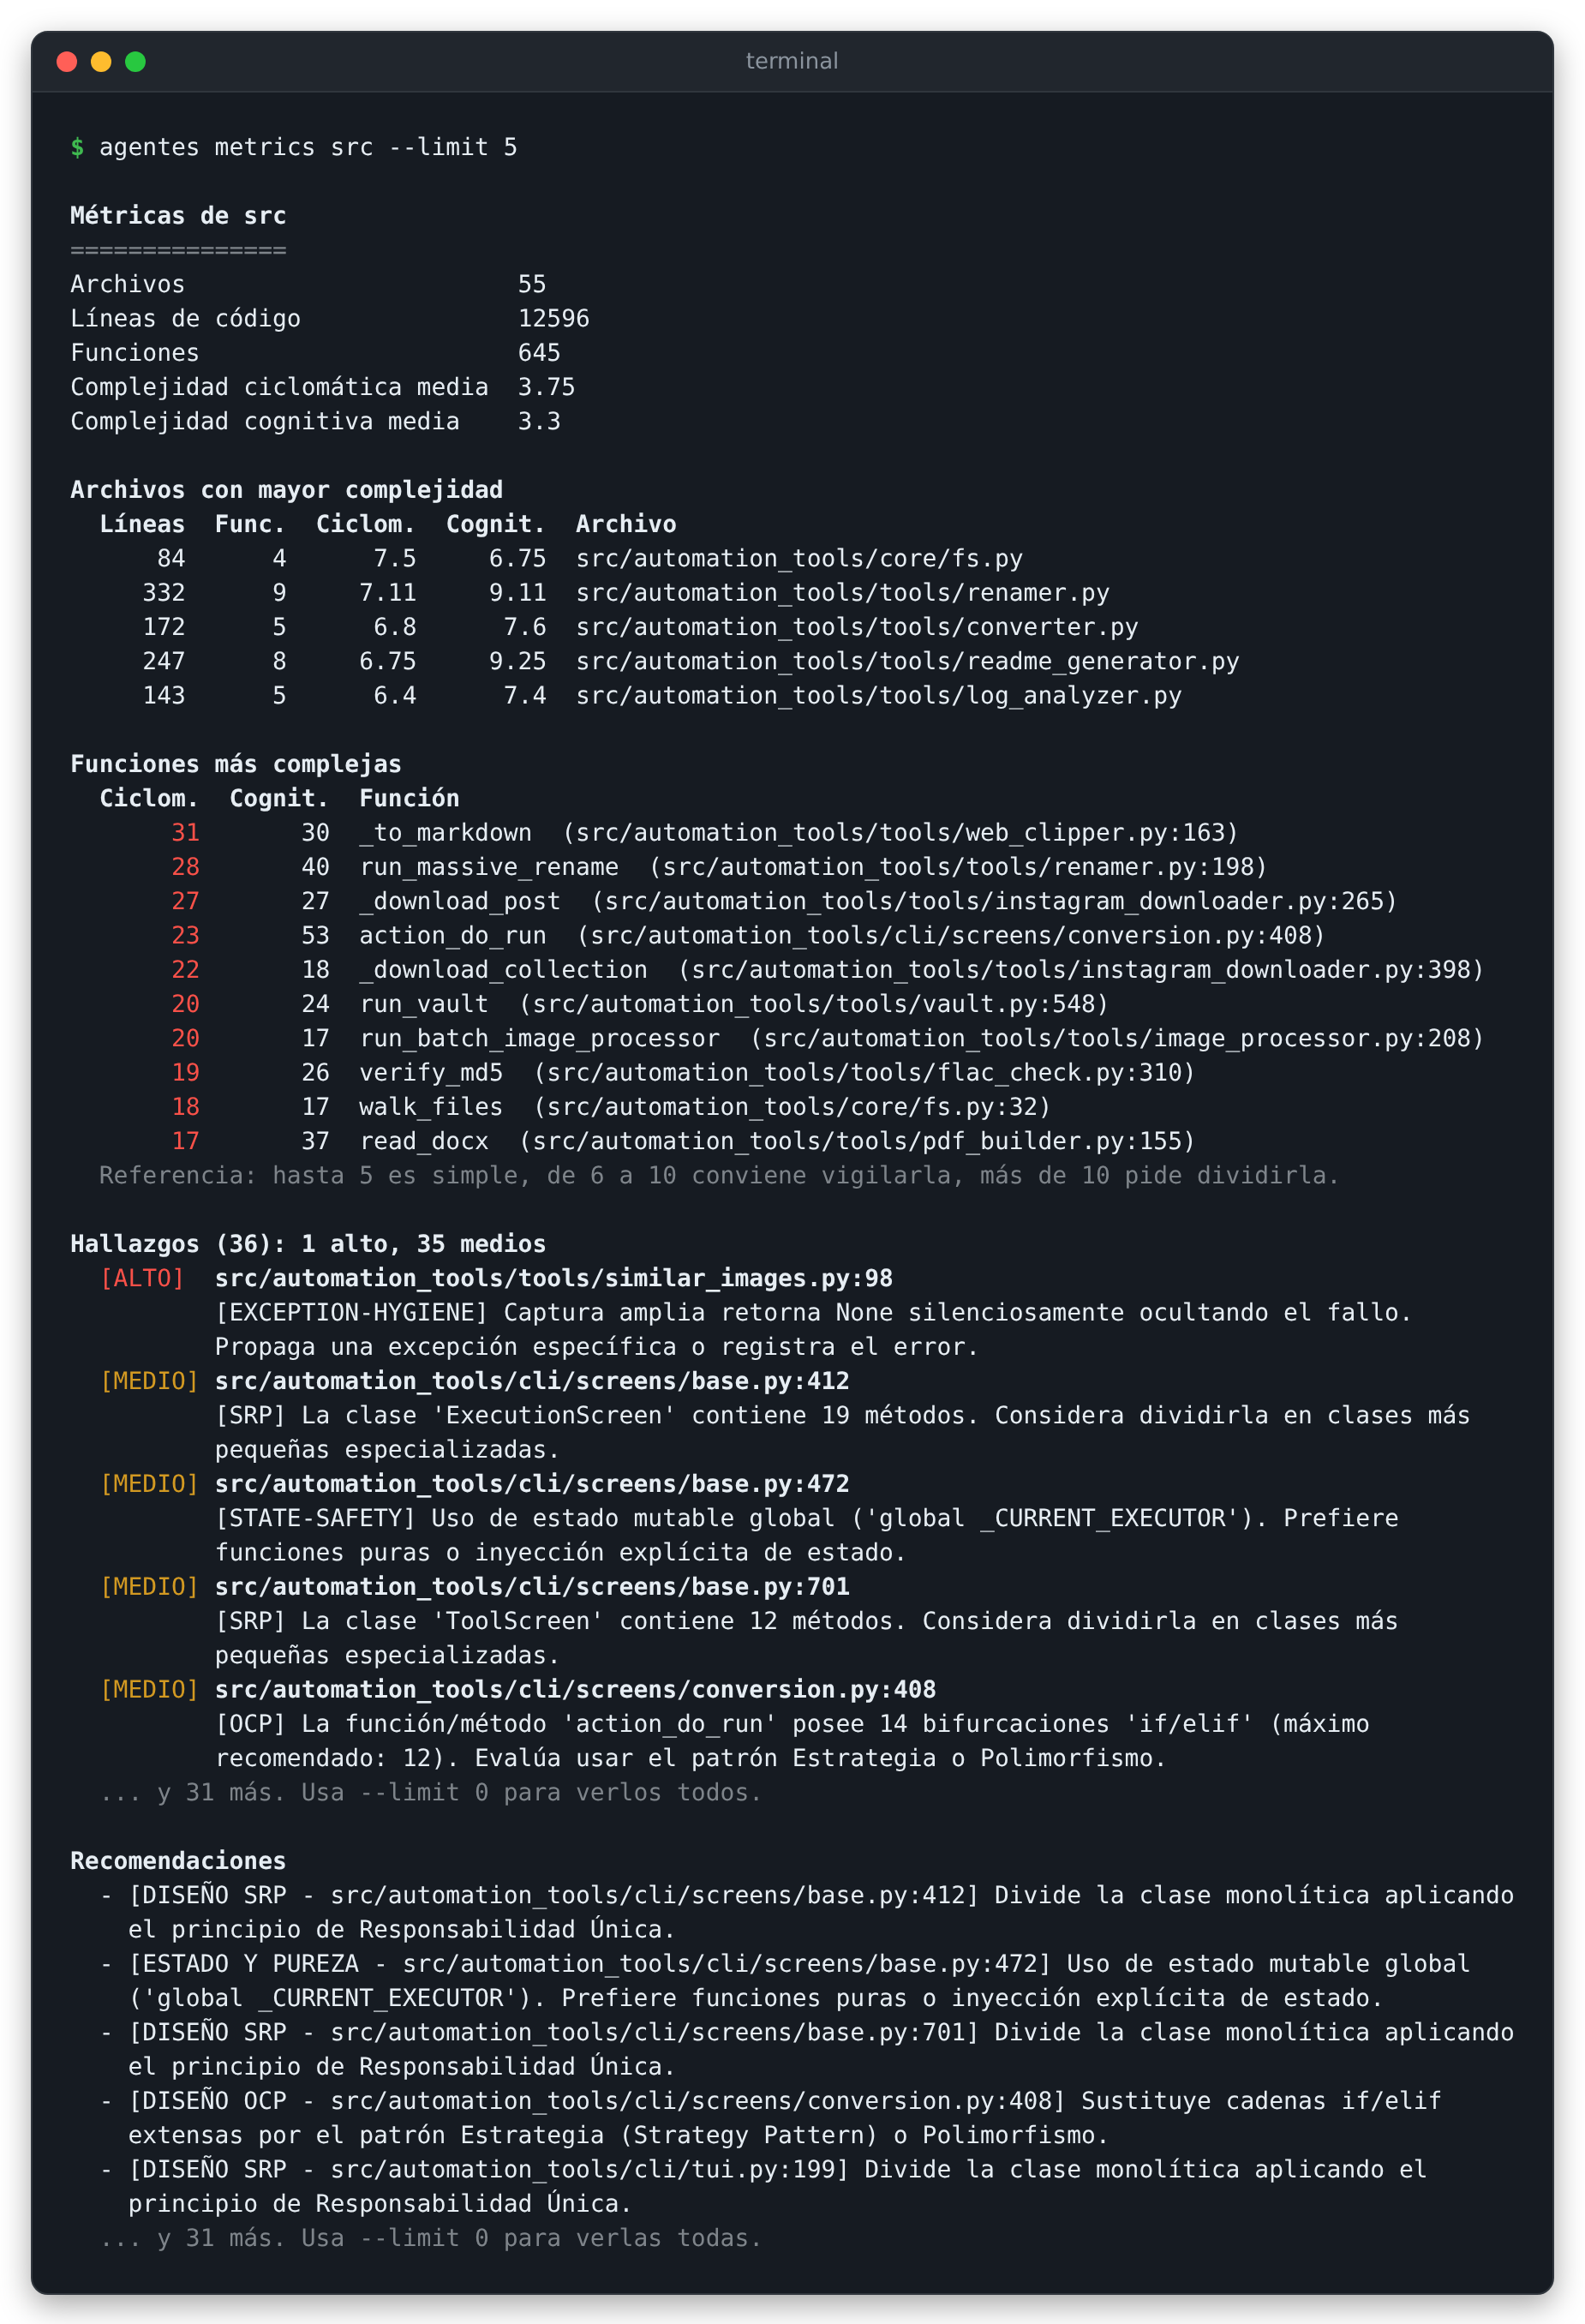 terminal
$ agentes metrics src --limit 5
Métricas de src
===============
Archivos                       55
Líneas de código               12596
Funciones                      645
Complejidad ciclomática media  3.75
Complejidad cognitiva media    3.3
Archivos con mayor complejidad
  Líneas  Func.  Ciclom.  Cognit.  Archivo
      84      4      7.5     6.75  src/automation_tools/core/fs.py
     332      9     7.11     9.11  src/automation_tools/tools/renamer.py
     172      5      6.8      7.6  src/automation_tools/tools/converter.py
     247      8     6.75     9.25  src/automation_tools/tools/readme_generator.py
     143      5      6.4      7.4  src/automation_tools/tools/log_analyzer.py
Funciones más complejas
  Ciclom.  Cognit.  Función
       31       30  _to_markdown  (src/automation_tools/tools/web_clipper.py:163)
       28       40  run_massive_rename  (src/automation_tools/tools/renamer.py:198)
       27       27  _download_post  (src/automation_tools/tools/instagram_downloader.py:265)
       23       53  action_do_run  (src/automation_tools/cli/screens/conversion.py:408)
       22       18  _download_collection  (src/automation_tools/tools/instagram_downloader.py:398)
       20       24  run_vault  (src/automation_tools/tools/vault.py:548)
       20       17  run_batch_image_processor  (src/automation_tools/tools/image_processor.py:208)
       19       26  verify_md5  (src/automation_tools/tools/flac_check.py:310)
       18       17  walk_files  (src/automation_tools/core/fs.py:32)
       17       37  read_docx  (src/automation_tools/tools/pdf_builder.py:155)
  Referencia: hasta 5 es simple, de 6 a 10 conviene vigilarla, más de 10 pide dividirla.
Hallazgos (36): 1 alto, 35 medios
  [ALTO]  src/automation_tools/tools/similar_images.py:98
          [EXCEPTION-HYGIENE] Captura amplia retorna None silenciosamente ocultando el fallo.
          Propaga una excepción específica o registra el error.
  [MEDIO] src/automation_tools/cli/screens/base.py:412
          [SRP] La clase 'ExecutionScreen' contiene 19 métodos. Considera dividirla en clases más
          pequeñas especializadas.
  [MEDIO] src/automation_tools/cli/screens/base.py:472
          [STATE-SAFETY] Uso de estado mutable global ('global _CURRENT_EXECUTOR'). Prefiere
          funciones puras o inyección explícita de estado.
  [MEDIO] src/automation_tools/cli/screens/base.py:701
          [SRP] La clase 'ToolScreen' contiene 12 métodos. Considera dividirla en clases más
          pequeñas especializadas.
  [MEDIO] src/automation_tools/cli/screens/conversion.py:408
          [OCP] La función/método 'action_do_run' posee 14 bifurcaciones 'if/elif' (máximo
          recomendado: 12). Evalúa usar el patrón Estrategia o Polimorfismo.
  ... y 31 más. Usa --limit 0 para verlos todos.
Recomendaciones
  - [DISEÑO SRP - src/automation_tools/cli/screens/base.py:412] Divide la clase monolítica aplicando
    el principio de Responsabilidad Única.
  - [ESTADO Y PUREZA - src/automation_tools/cli/screens/base.py:472] Uso de estado mutable global
    ('global _CURRENT_EXECUTOR'). Prefiere funciones puras o inyección explícita de estado.
  - [DISEÑO SRP - src/automation_tools/cli/screens/base.py:701] Divide la clase monolítica aplicando
    el principio de Responsabilidad Única.
  - [DISEÑO OCP - src/automation_tools/cli/screens/conversion.py:408] Sustituye cadenas if/elif
    extensas por el patrón Estrategia (Strategy Pattern) o Polimorfismo.
  - [DISEÑO SRP - src/automation_tools/cli/tui.py:199] Divide la clase monolítica aplicando el
    principio de Responsabilidad Única.
  ... y 31 más. Usa --limit 0 para verlas todas.